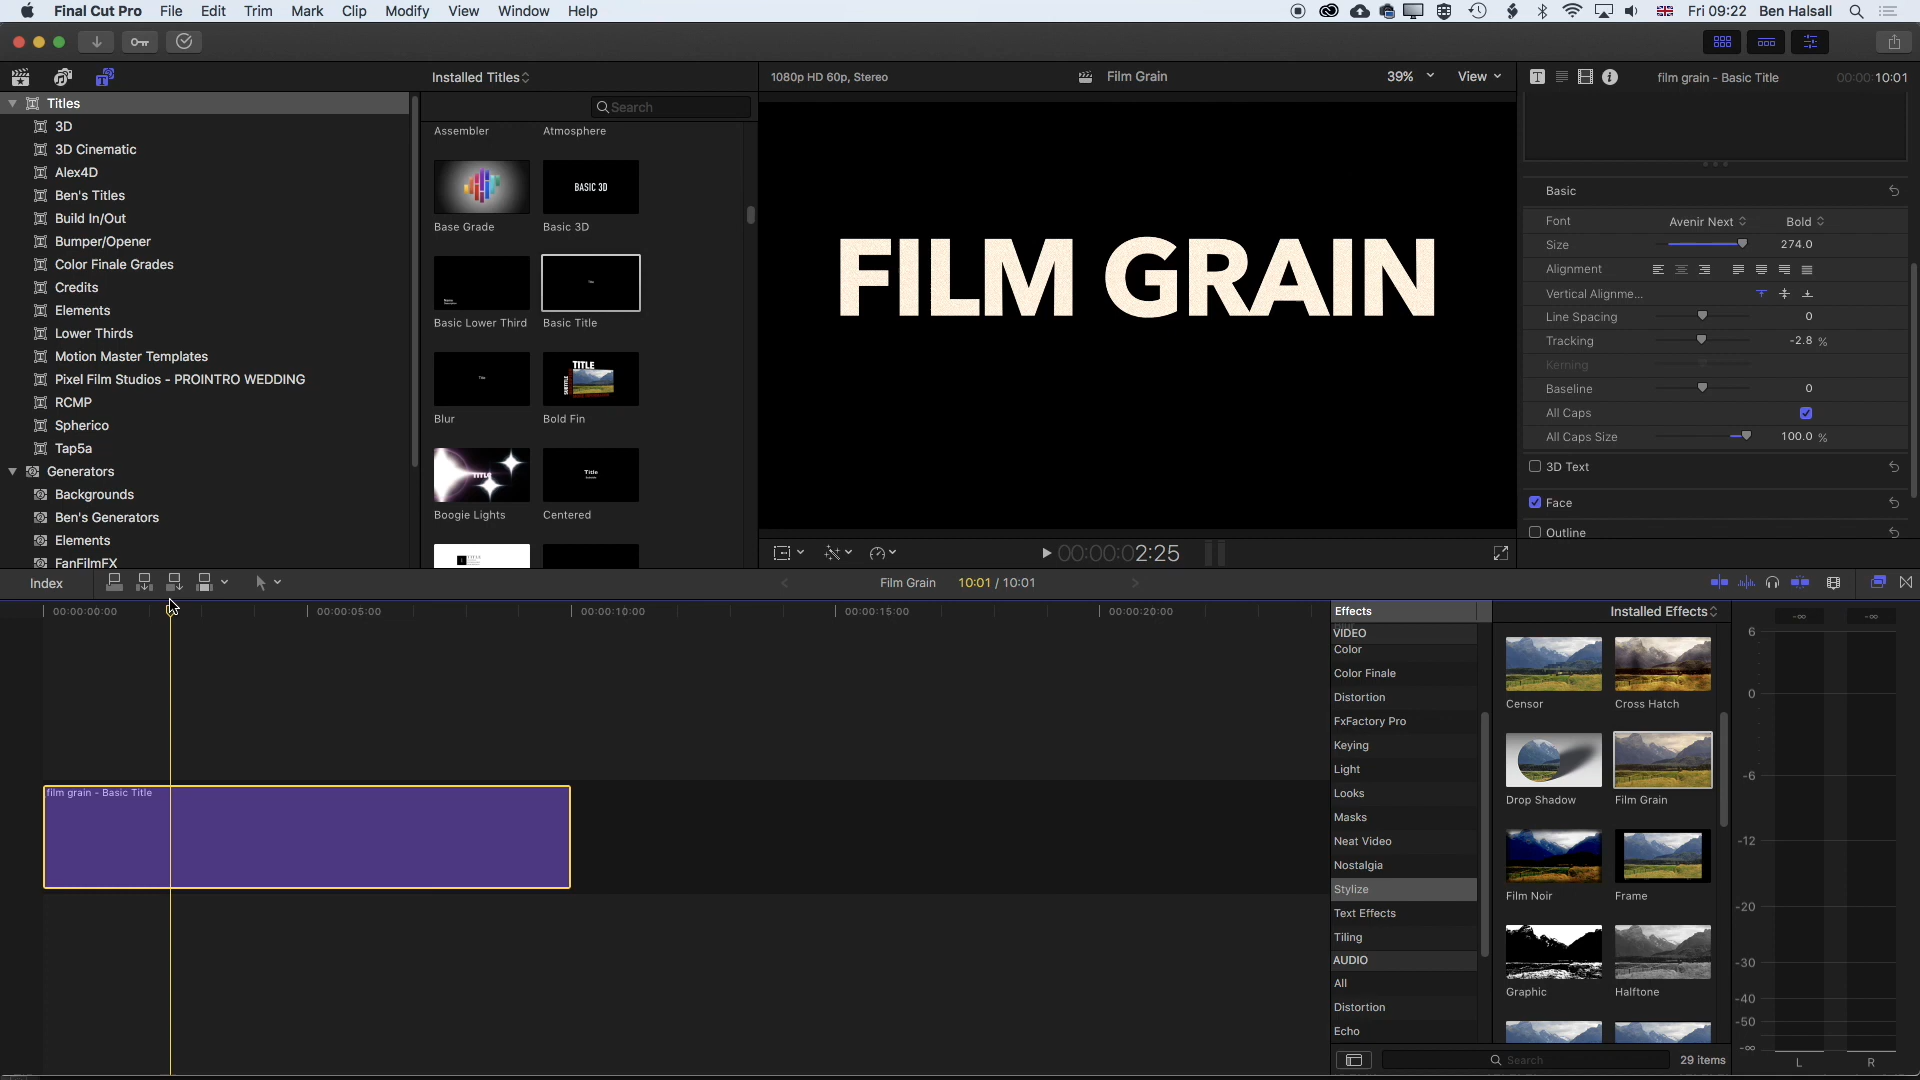 Final Cut Pro File Edit Trim Mark Clip Modify View Window Help Fri 09:22 Ben Halsall
Installed Titles
Search
1080p HD 60p, Stereo
Film Grain
39%
View
film grain - Basic Title
00:00:10:01
Titles
3D
3D Cinematic
Alex4D
Ben's Titles
Build In/Out
Bumper/Opener
Color Finale Grades
Credits
Elements
Lower Thirds
Motion Master Templates
Pixel Film Studios - PROINTRO WEDDING
RCMP
Spherico
Tap5a
Generators
Backgrounds
Ben's Generators
Elements
FanFilmFX
Assembler
Atmosphere
BASIC 3D
Base Grade
Basic 3D
Title
Basic Lower Third
Basic Title
Title
TITLE
SUBTITLE
Blur
Bold Fin
TITLE
Title
Boogie Lights
Centered
FILM GRAIN
00:00:02:25
Basic
Font Avenir Next Bold
Size 274.0
Alignment
Vertical Alignme...
Line Spacing 0
Tracking -2.8 %
Kerning
Baseline 0
All Caps
All Caps Size 100.0 %
3D Text
Face
Outline
Index
Film Grain
10:01 / 10:01
00:00:00:00
00:00:05:00
00:00:10:00
00:00:15:00
00:00:20:00
film grain - Basic Title
Effects
VIDEO
Color
Color Finale
Distortion
FxFactory Pro
Keying
Light
Looks
Masks
Neat Video
Nostalgia
Stylize
Text Effects
Tiling
AUDIO
All
Distortion
Echo
Installed Effects
Censor
Cross Hatch
Drop Shadow
Film Grain
Film Noir
Frame
Graphic
Halftone
Search
29 items
-∞ -∞
6
0
-6
-12
-20
-30
-40
-50
-∞
L R